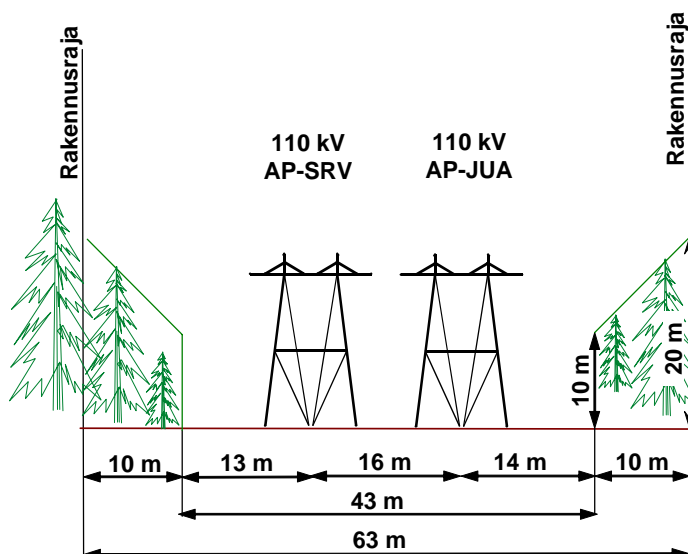 Rakennusraja
Rakennusraja
110 kV
AP-SRV
110 kV
AP-JUA
10 m
20 m
10 m
13 m
16 m
14 m
10 m
43 m
63 m